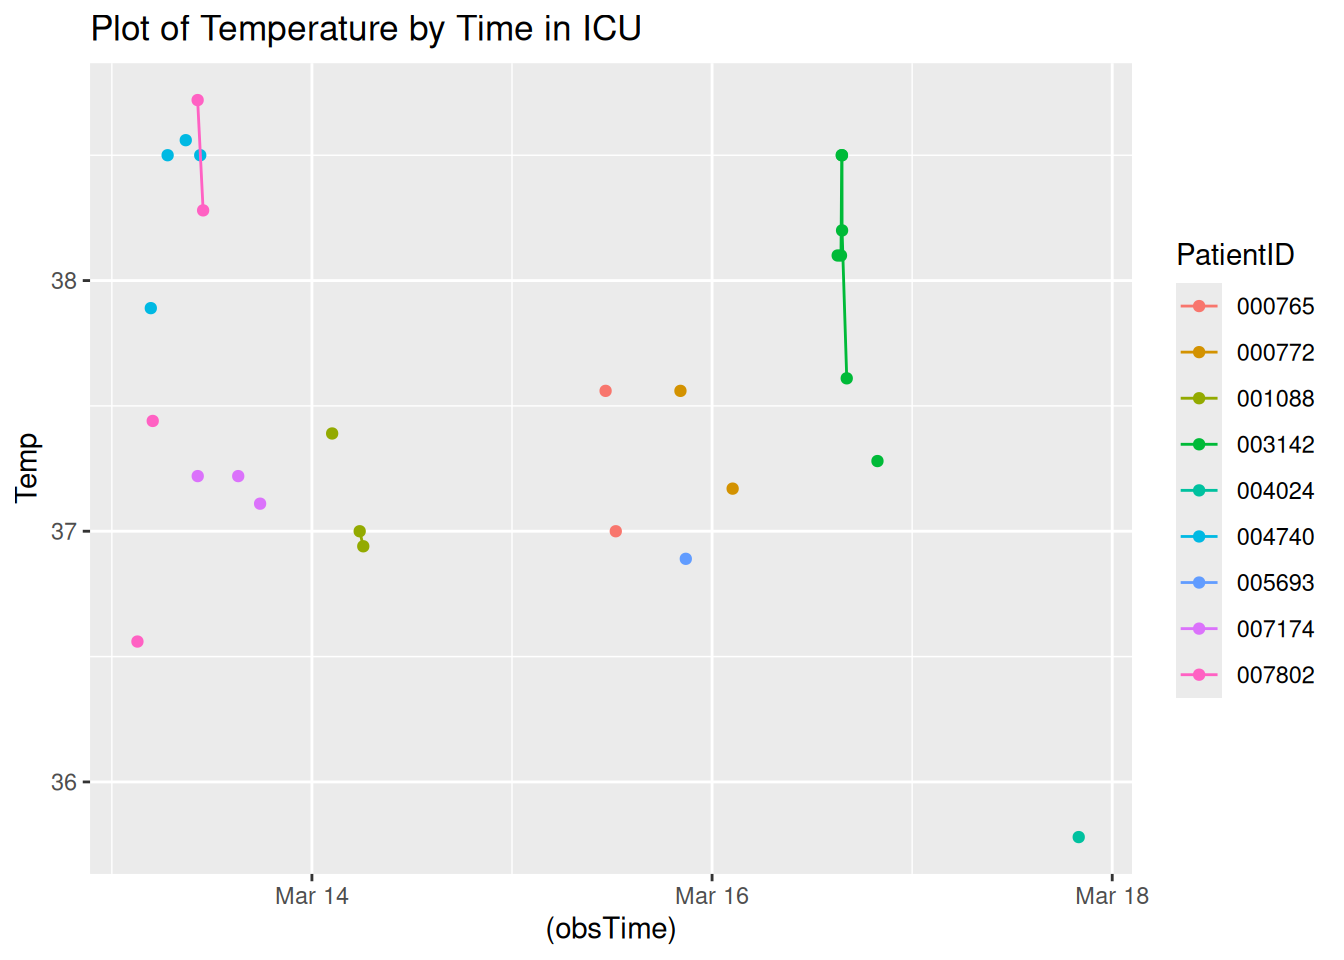 Plot of Temperature by Time in ICU
Temp
38
37
36
Mar 14
Mar 16
Mar 18
(obsTime)
PatientID
000765
000772
001088
003142
004024
004740
005693
007174
007802